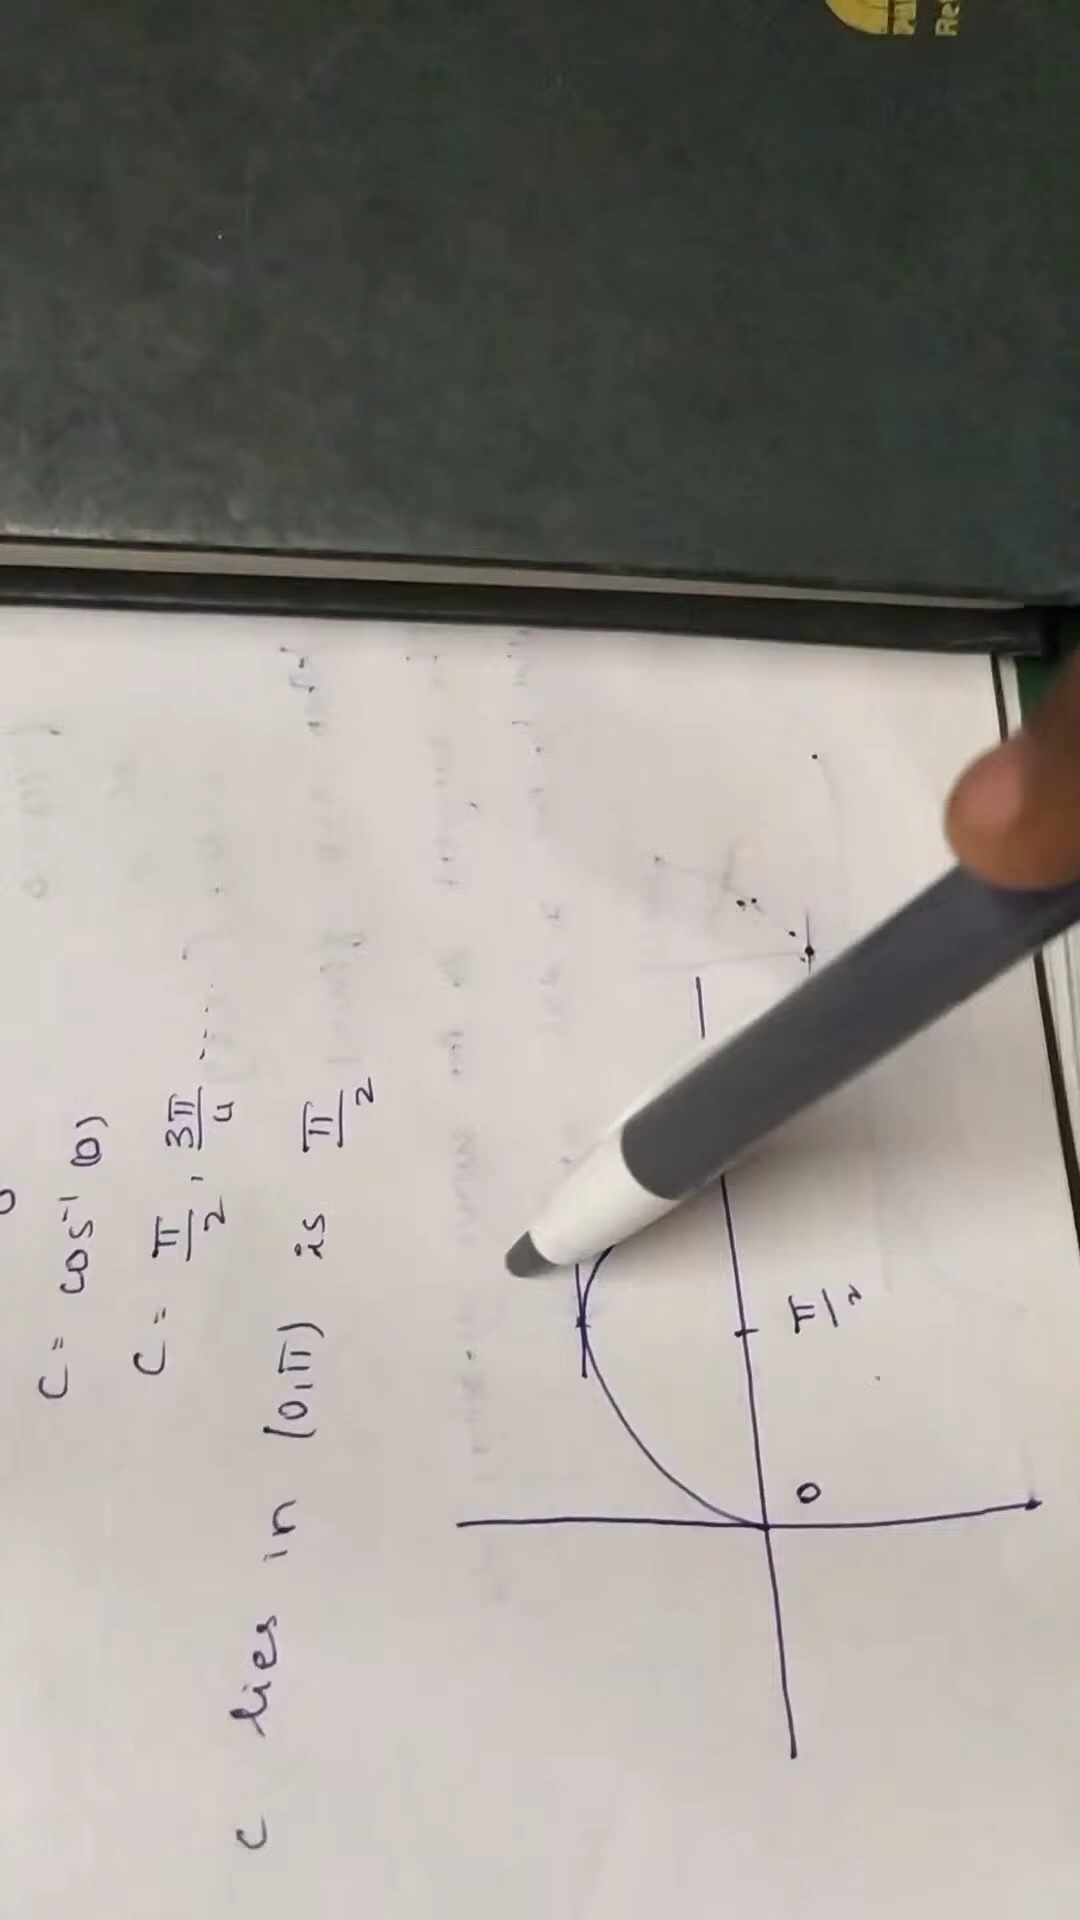 C = cos⁻¹ (0)
C = π/2, 3π/4, ...
C lies in (0,π) is π/2
0
π/2